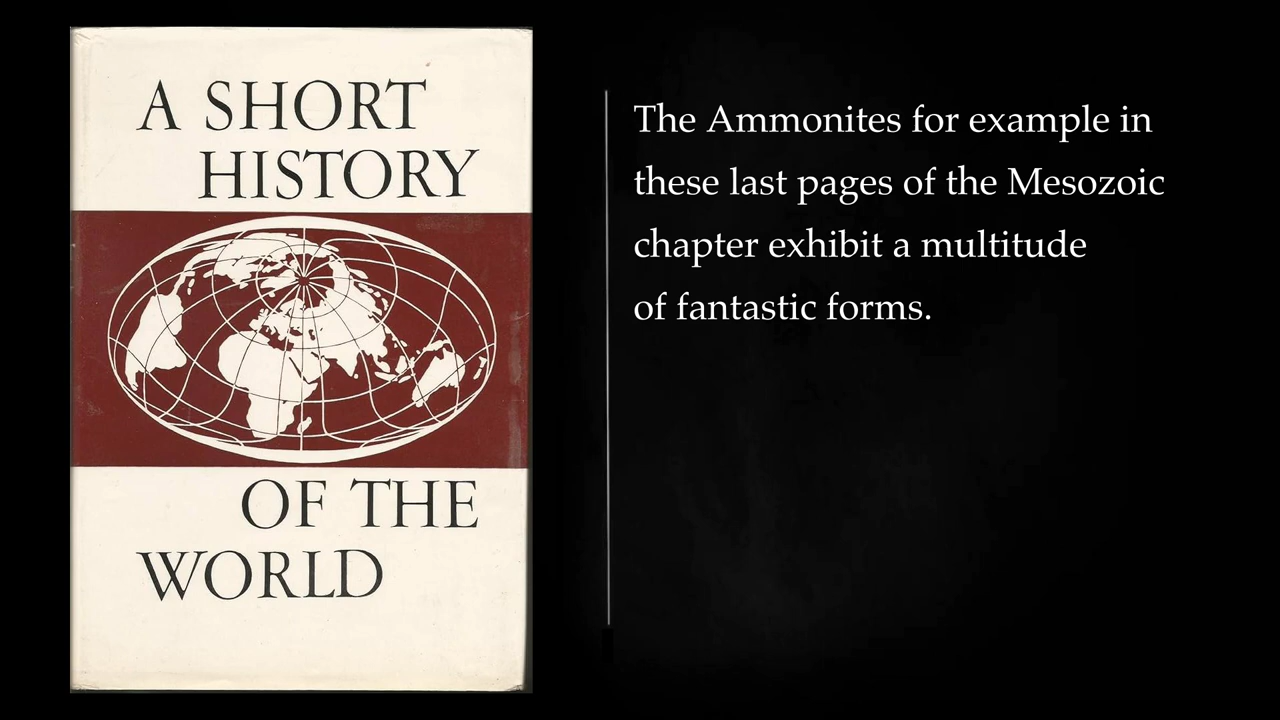 A SHORT
HISTORY
OF THE
WORLD
The Ammonites for example in
these last pages of the Mesozoic
chapter exhibit a multitude
of fantastic forms.